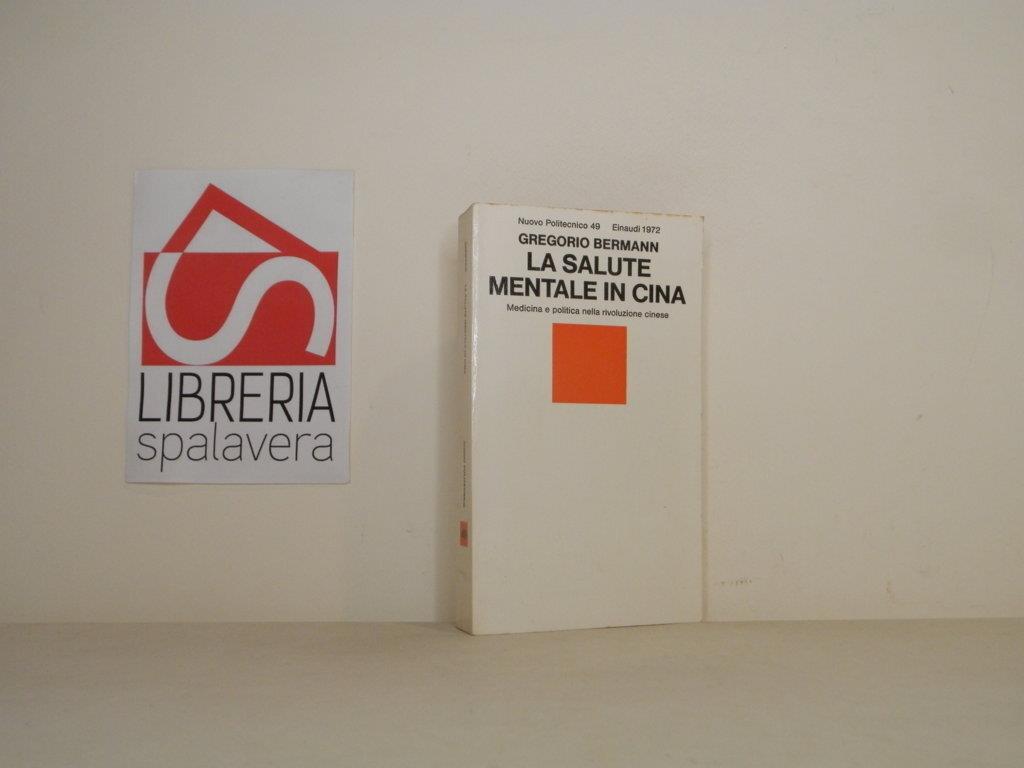 LIBRERIA
spalavera
Nuovo Politecnico 49 Einaudi 1972
GREGORIO BERMANN
LA SALUTE
MENTALE IN CINA
Medicina e politica nella rivoluzione cinese